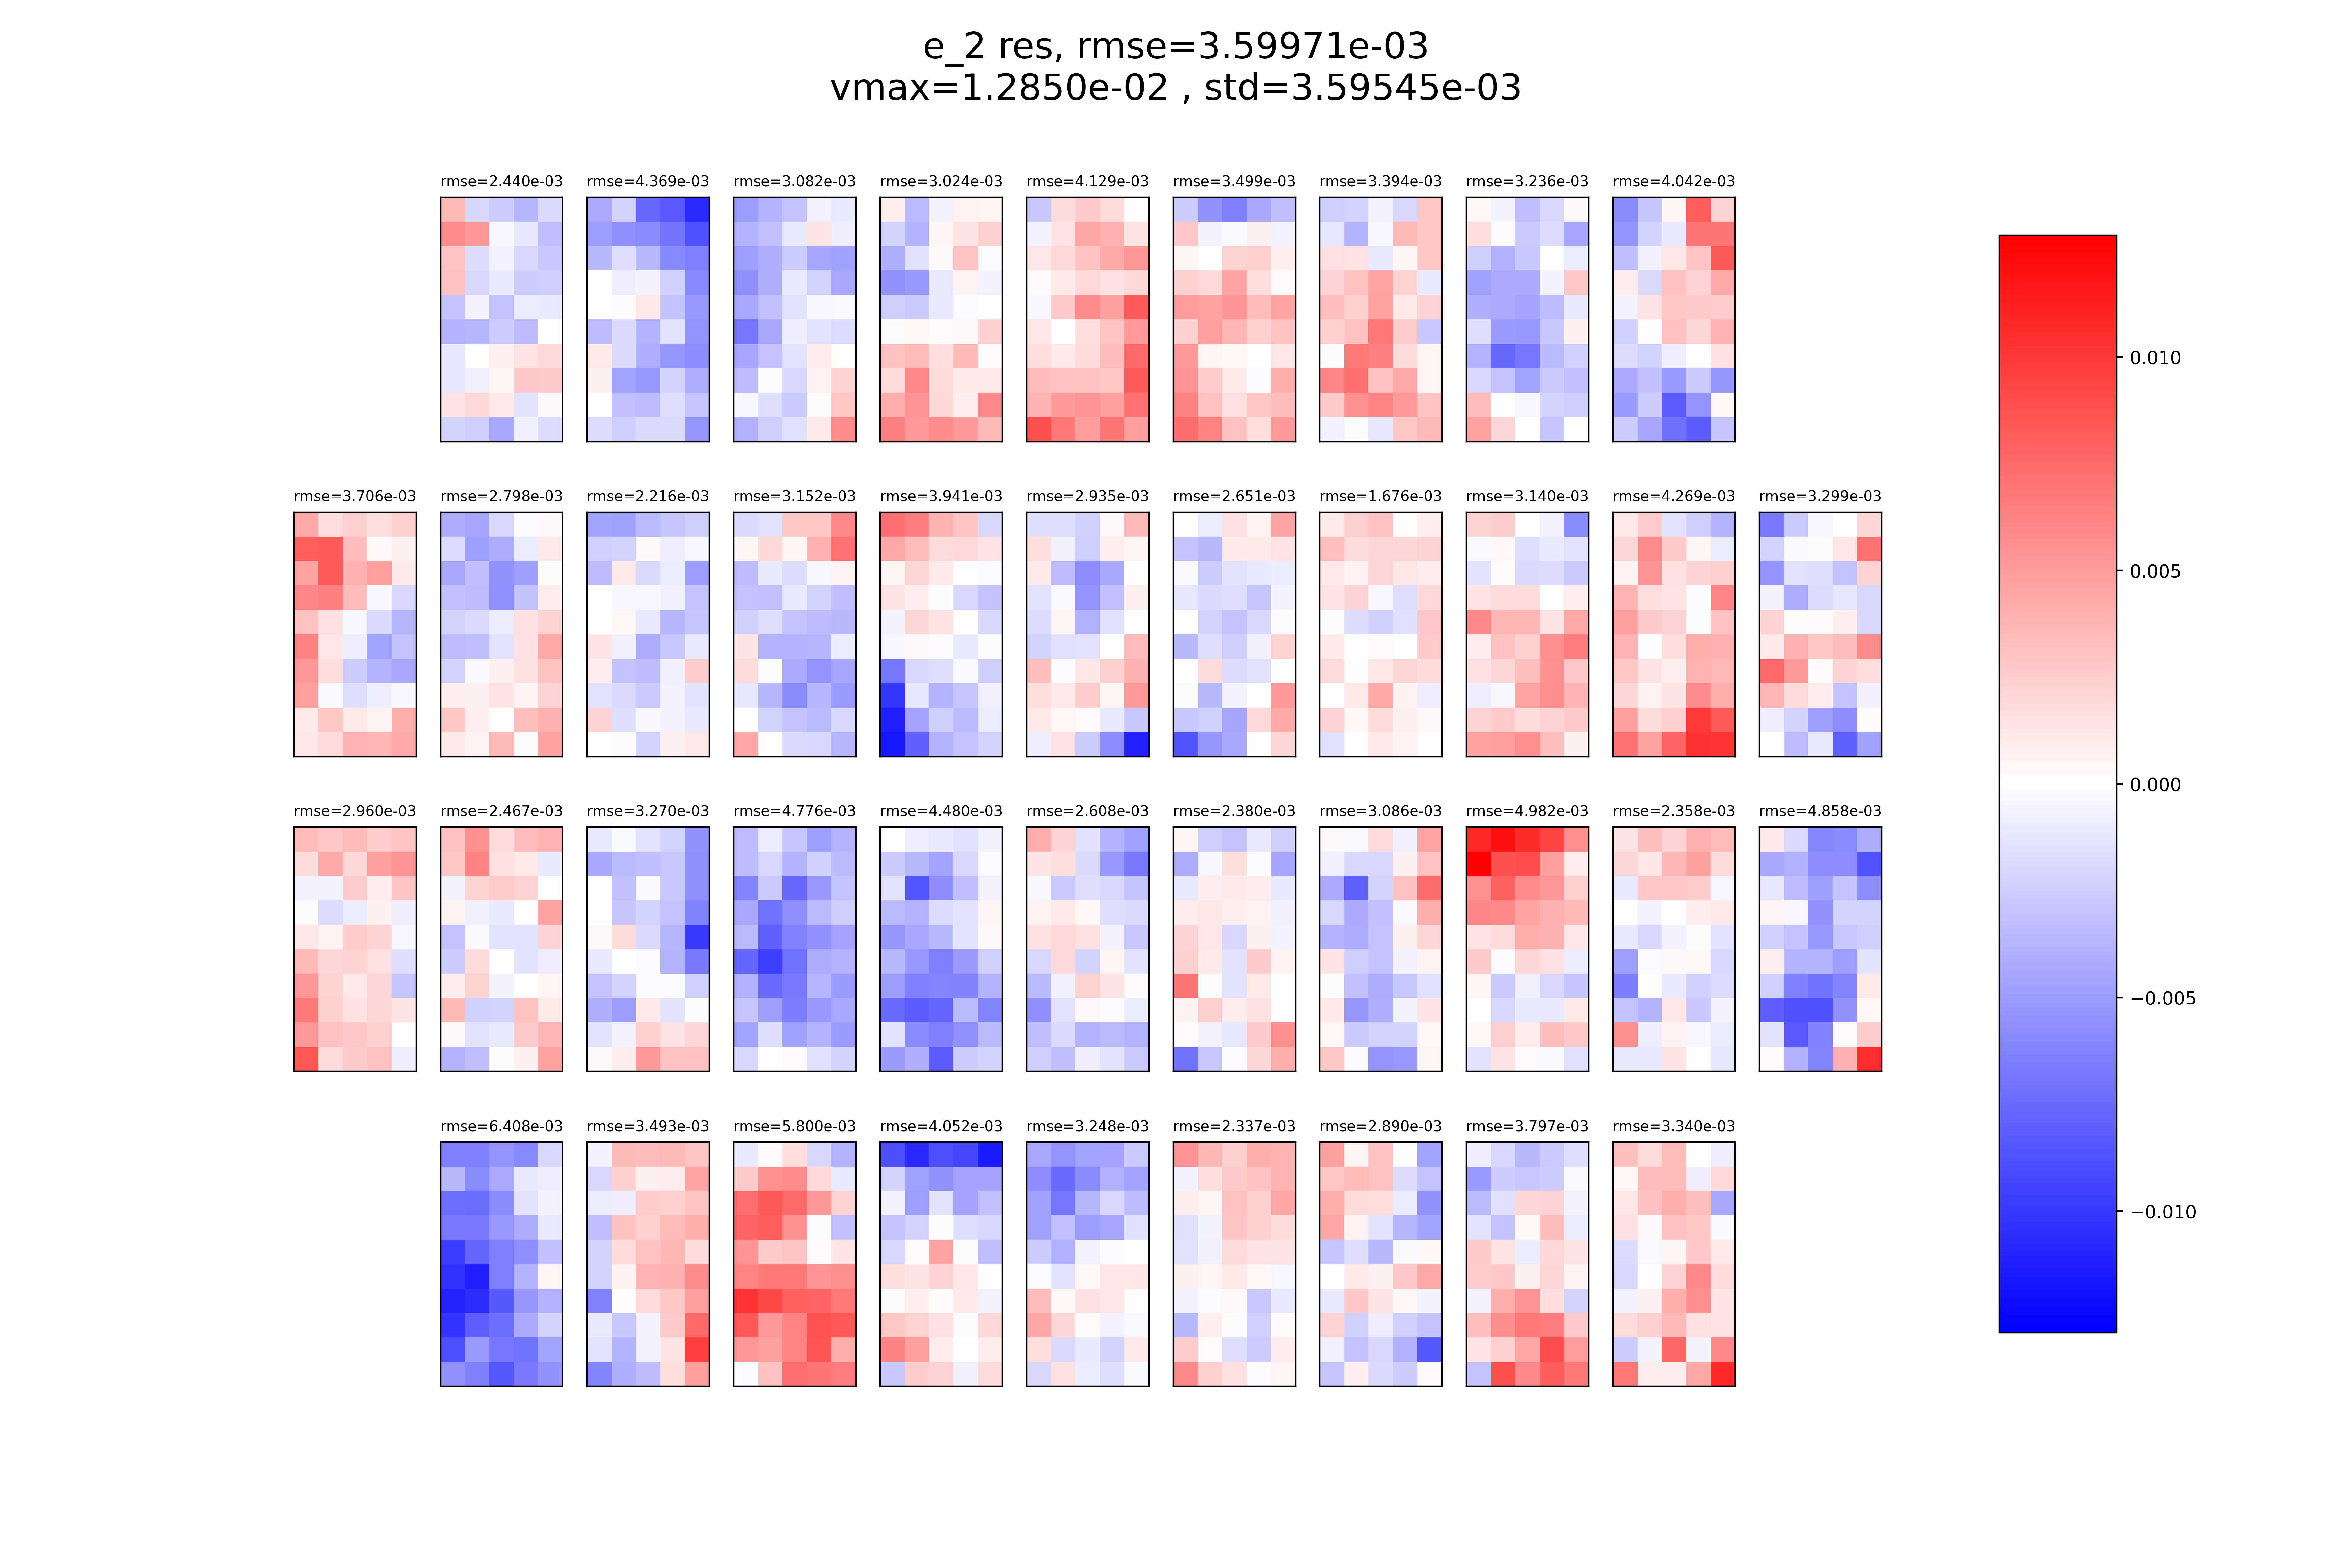 e_2 res, rmse=3.59971e-03
vmax=1.2850e-02 , std=3.59545e-03
rmse=2.440e-03 rmse=4.369e-03 rmse=3.082e-03 rmse=3.024e-03 rmse=4.129e-03 rmse=3.499e-03 rmse=3.394e-03 rmse=3.236e-03 rmse=4.042e-03
rmse=3.706e-03 rmse=2.798e-03 rmse=2.216e-03 rmse=3.152e-03 rmse=3.941e-03 rmse=2.935e-03 rmse=2.651e-03 rmse=1.676e-03 rmse=3.140e-03 rmse=4.269e-03 rmse=3.299e-03
rmse=2.960e-03 rmse=2.467e-03 rmse=3.270e-03 rmse=4.776e-03 rmse=4.480e-03 rmse=2.608e-03 rmse=2.380e-03 rmse=3.086e-03 rmse=4.982e-03 rmse=2.358e-03 rmse=4.858e-03
rmse=6.408e-03 rmse=3.493e-03 rmse=5.800e-03 rmse=4.052e-03 rmse=3.248e-03 rmse=2.337e-03 rmse=2.890e-03 rmse=3.797e-03 rmse=3.340e-03
0.010
0.005
0.000
−0.005
−0.010